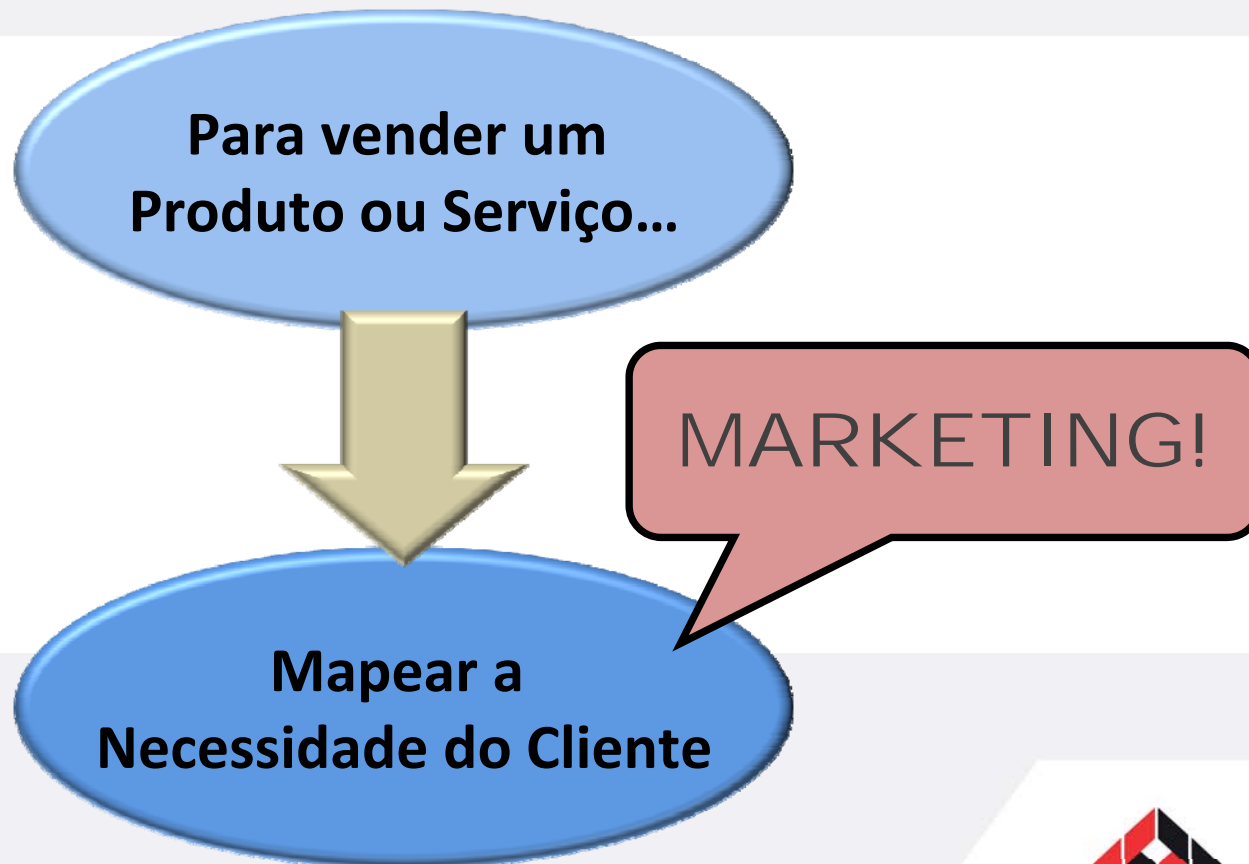 Para vender um
Produto ou Serviço…
MARKETING!
Mapear a
Necessidade do Cliente